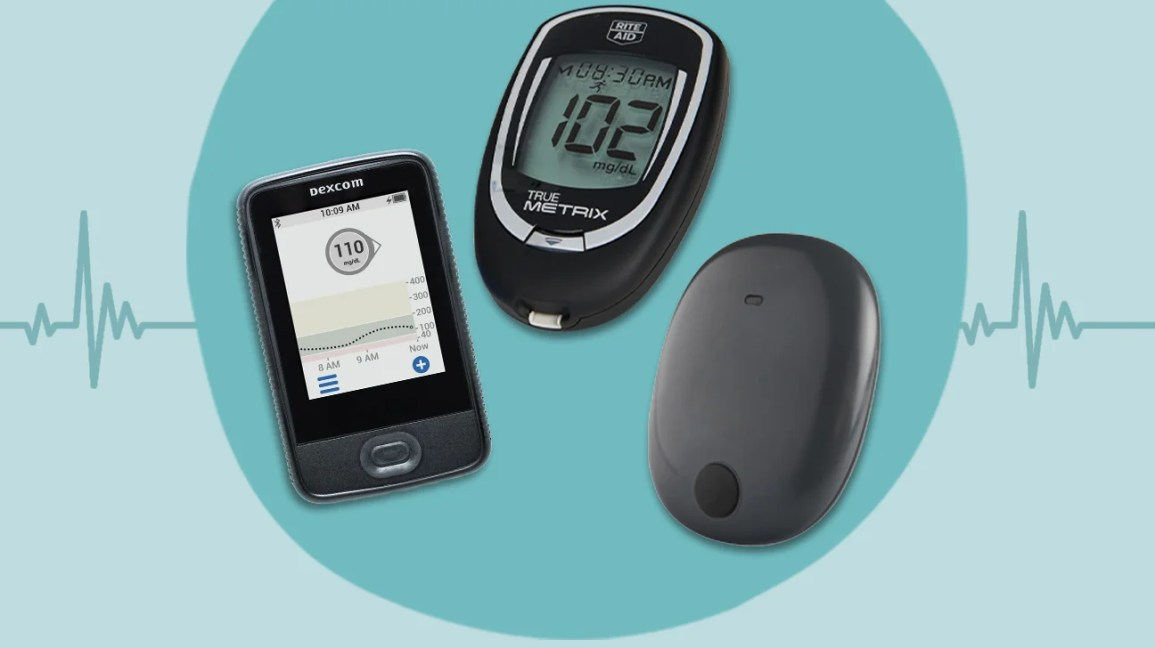 RITE
AID
M 08:30PM
102
mg/dL
TRUE
METRIX
Dexcom
10:09 AM
110
mg/dL
400
300
200
100
40
Now
8 AM 9 AM